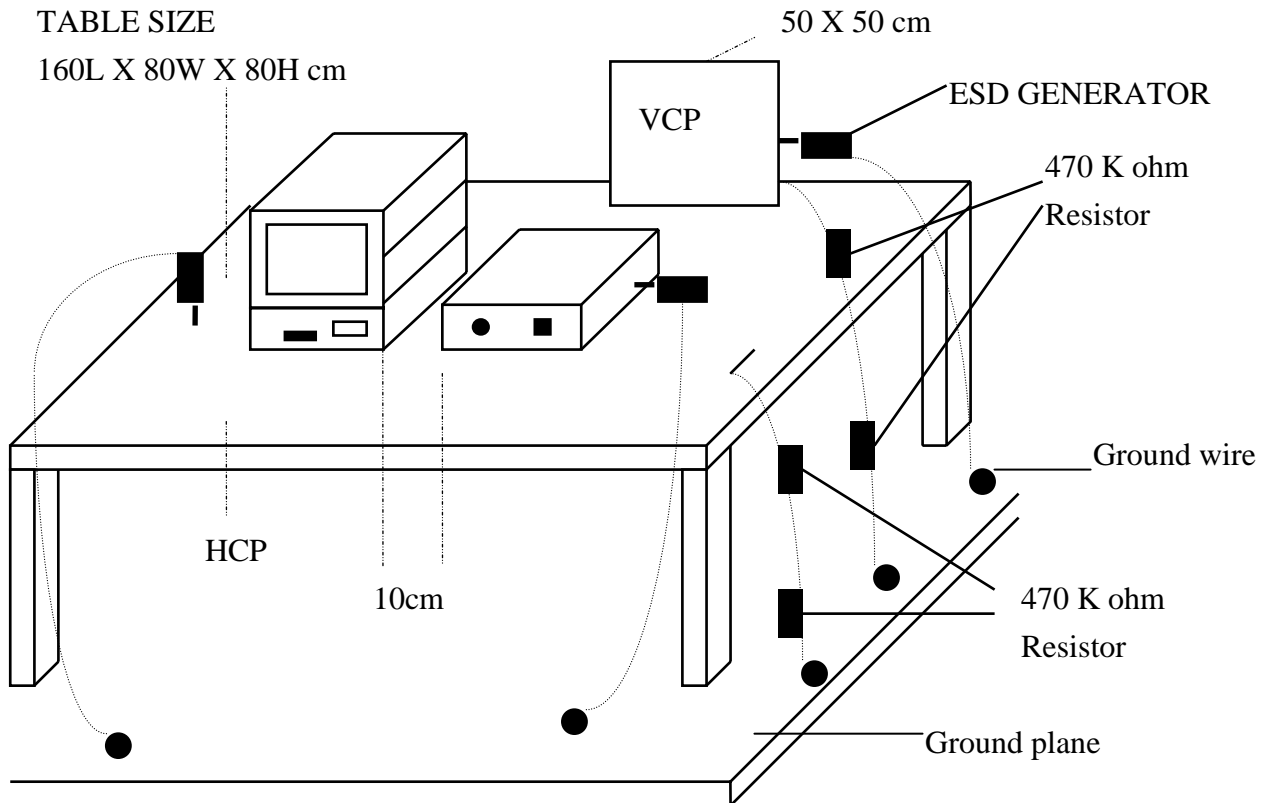 TABLE SIZE
160L X 80W X 80H cm
50 X 50 cm
VCP
ESD GENERATOR
470 K ohm
Resistor
Ground wire
HCP
10cm
470 K ohm
Resistor
Ground plane